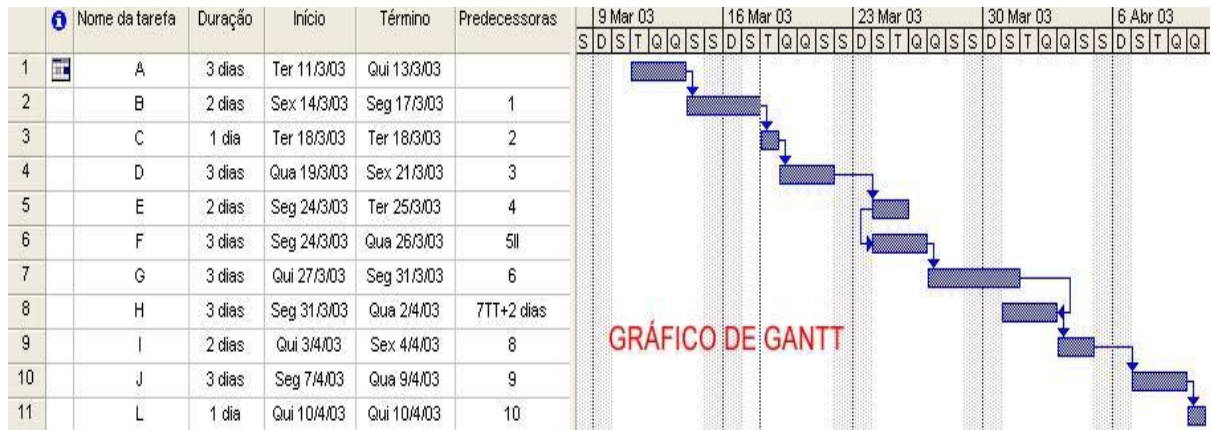 Nome da tarefa Duração Início Término Predecessoras 9 Mar 03 16 Mar 03 23 Mar 03 30 Mar 03 6 Abr 03
S D S T Q Q S S D S T Q Q S S D S T Q Q S S D S T Q Q S S D S T Q Q
1 A 3 dias Ter 11/3/03 Qui 13/3/03
2 B 2 dias Sex 14/3/03 Seg 17/3/03 1
3 C 1 dia Ter 18/3/03 Ter 18/3/03 2
4 D 3 dias Qua 19/3/03 Sex 21/3/03 3
5 E 2 dias Seg 24/3/03 Ter 25/3/03 4
6 F 3 dias Seg 24/3/03 Qua 26/3/03 5II
7 G 3 dias Qui 27/3/03 Seg 31/3/03 6
8 H 3 dias Seg 31/3/03 Qua 2/4/03 7TT+2 dias
9 I 2 dias Qui 3/4/03 Sex 4/4/03 8
GRÁFICO DE GANTT
10 J 3 dias Seg 7/4/03 Qua 9/4/03 9
11 L 1 dia Qui 10/4/03 Qui 10/4/03 10